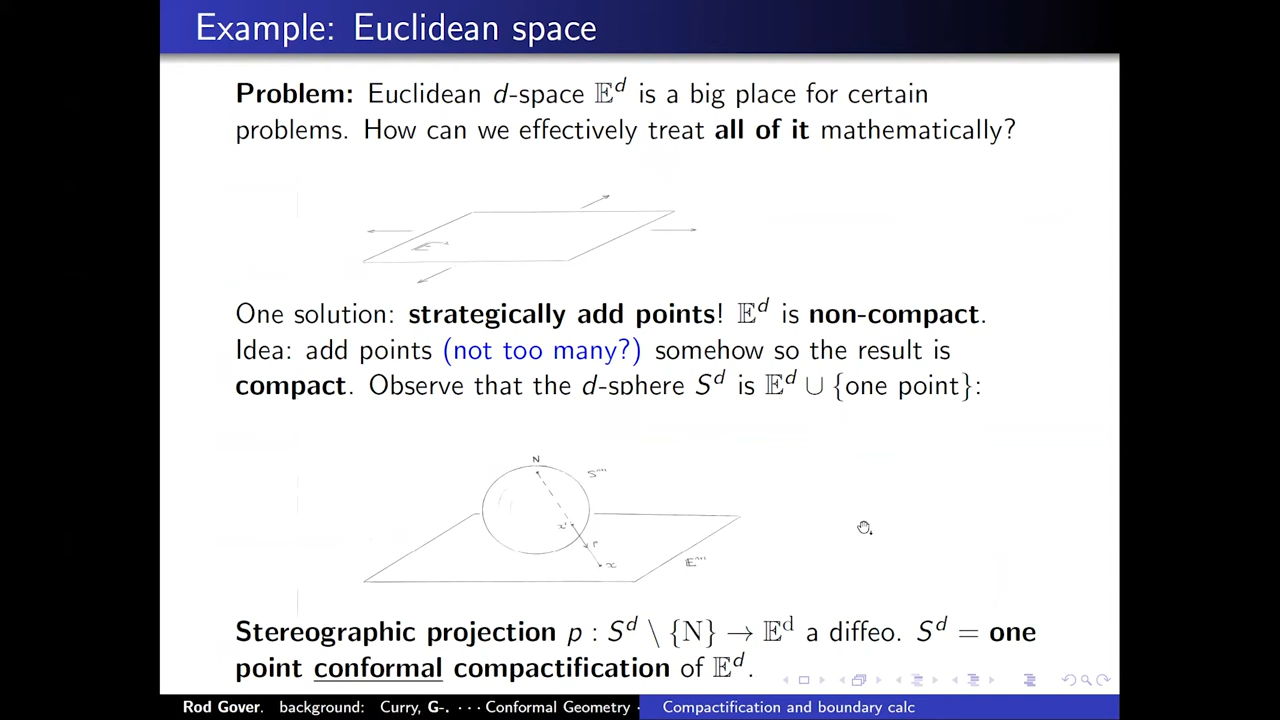 Example: Euclidean space
Problem: Euclidean d-space 𝔼^d is a big place for certain
problems. How can we effectively treat all of it mathematically?
One solution: strategically add points! 𝔼^d is non-compact.
Idea: add points (not too many?) somehow so the result is
compact. Observe that the d-sphere S^d is 𝔼^d ∪ {one point}:
N
x'
p
x
Stereographic projection p : S^d \ {N} → 𝔼^d a diffeo. S^d = one
point conformal compactification of 𝔼^d.
Rod Gover. background: Curry, G-. ··· Conformal Geometry · Compactification and boundary calc